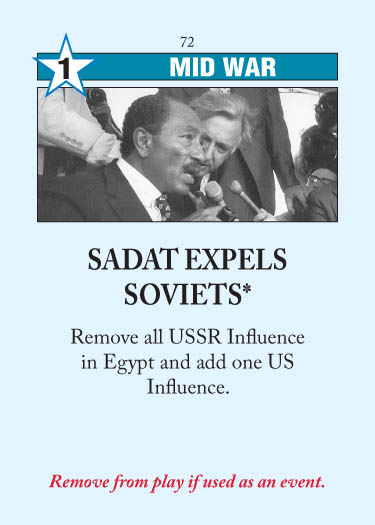 72
1
MID WAR
SADAT EXPELS
SOVIETS*
Remove all USSR Influence
in Egypt and add one US
Influence.
Remove from play if used as an event.